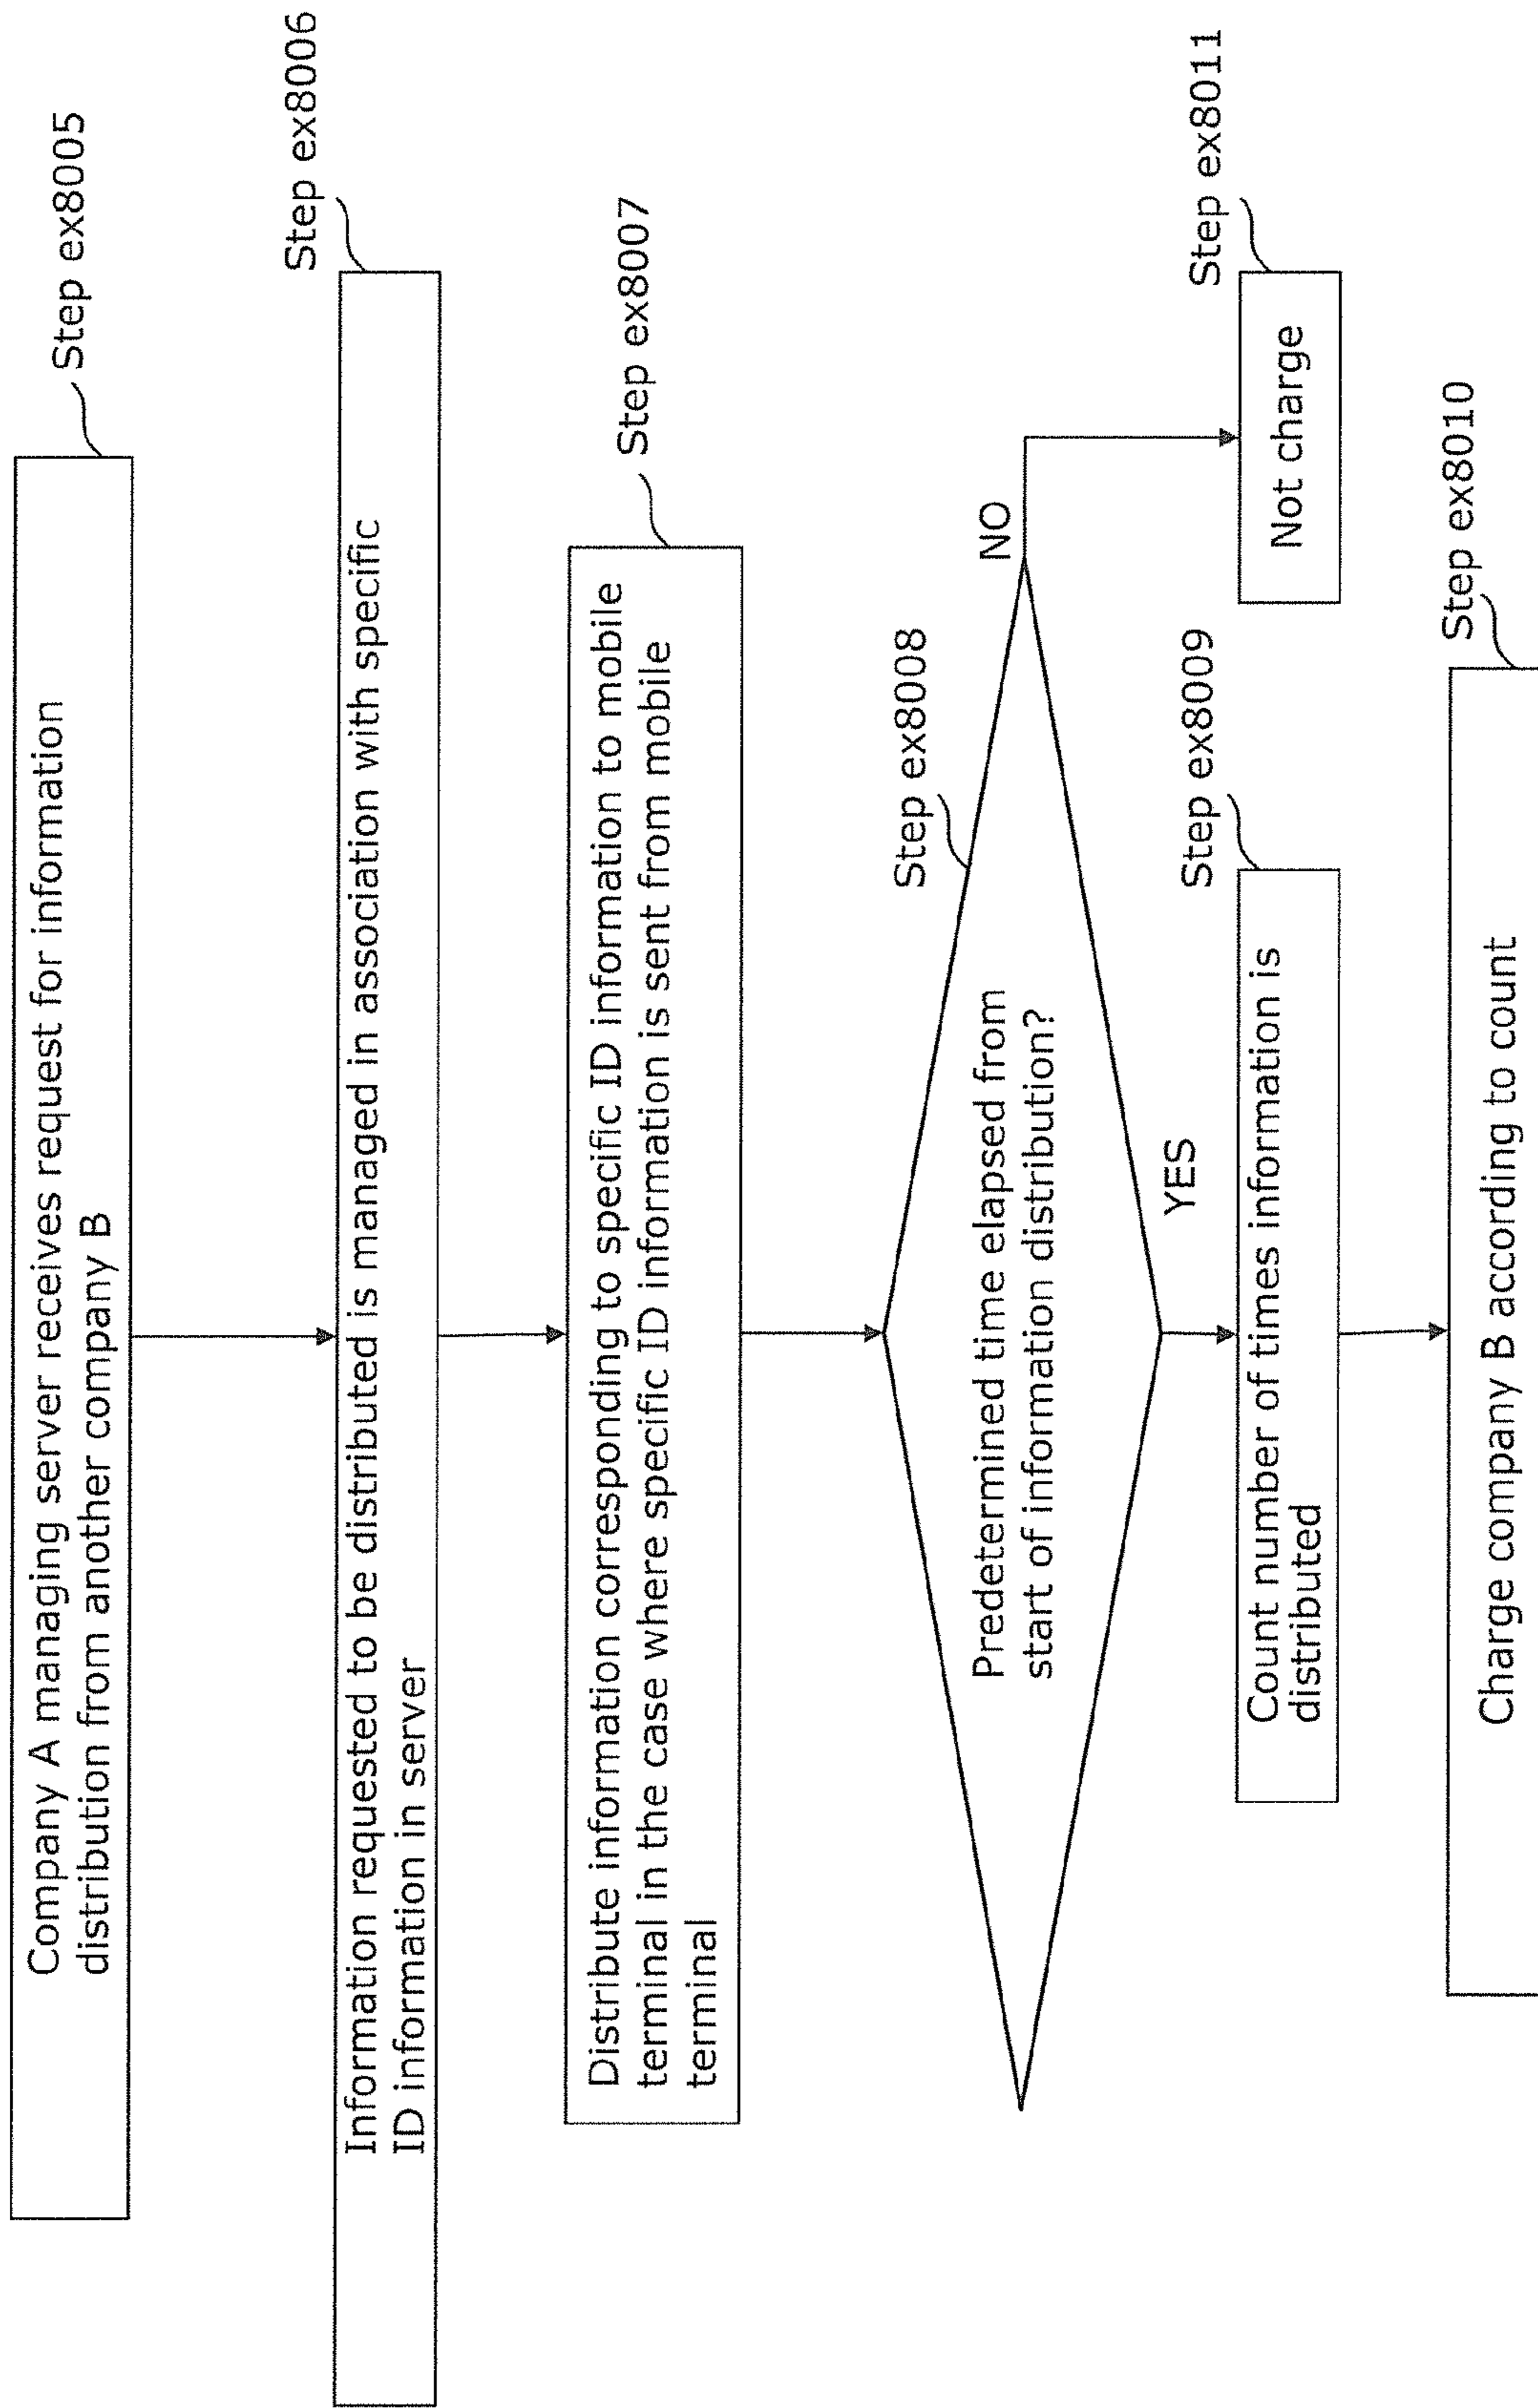 Step ex8005
Company A managing server receives request for information
distribution from another company B
Step ex8006
Information requested to be distributed is managed in association with specific
ID information in server
Step ex8007
Distribute information corresponding to specific ID information to mobile
terminal in the case where specific ID information is sent from mobile
terminal
Step ex8008
Predetermined time elapsed from
start of information distribution?
NO
YES
Step ex8009
Count number of times information is
distributed
Step ex8011
Not charge
Step ex8010
Charge company B according to count